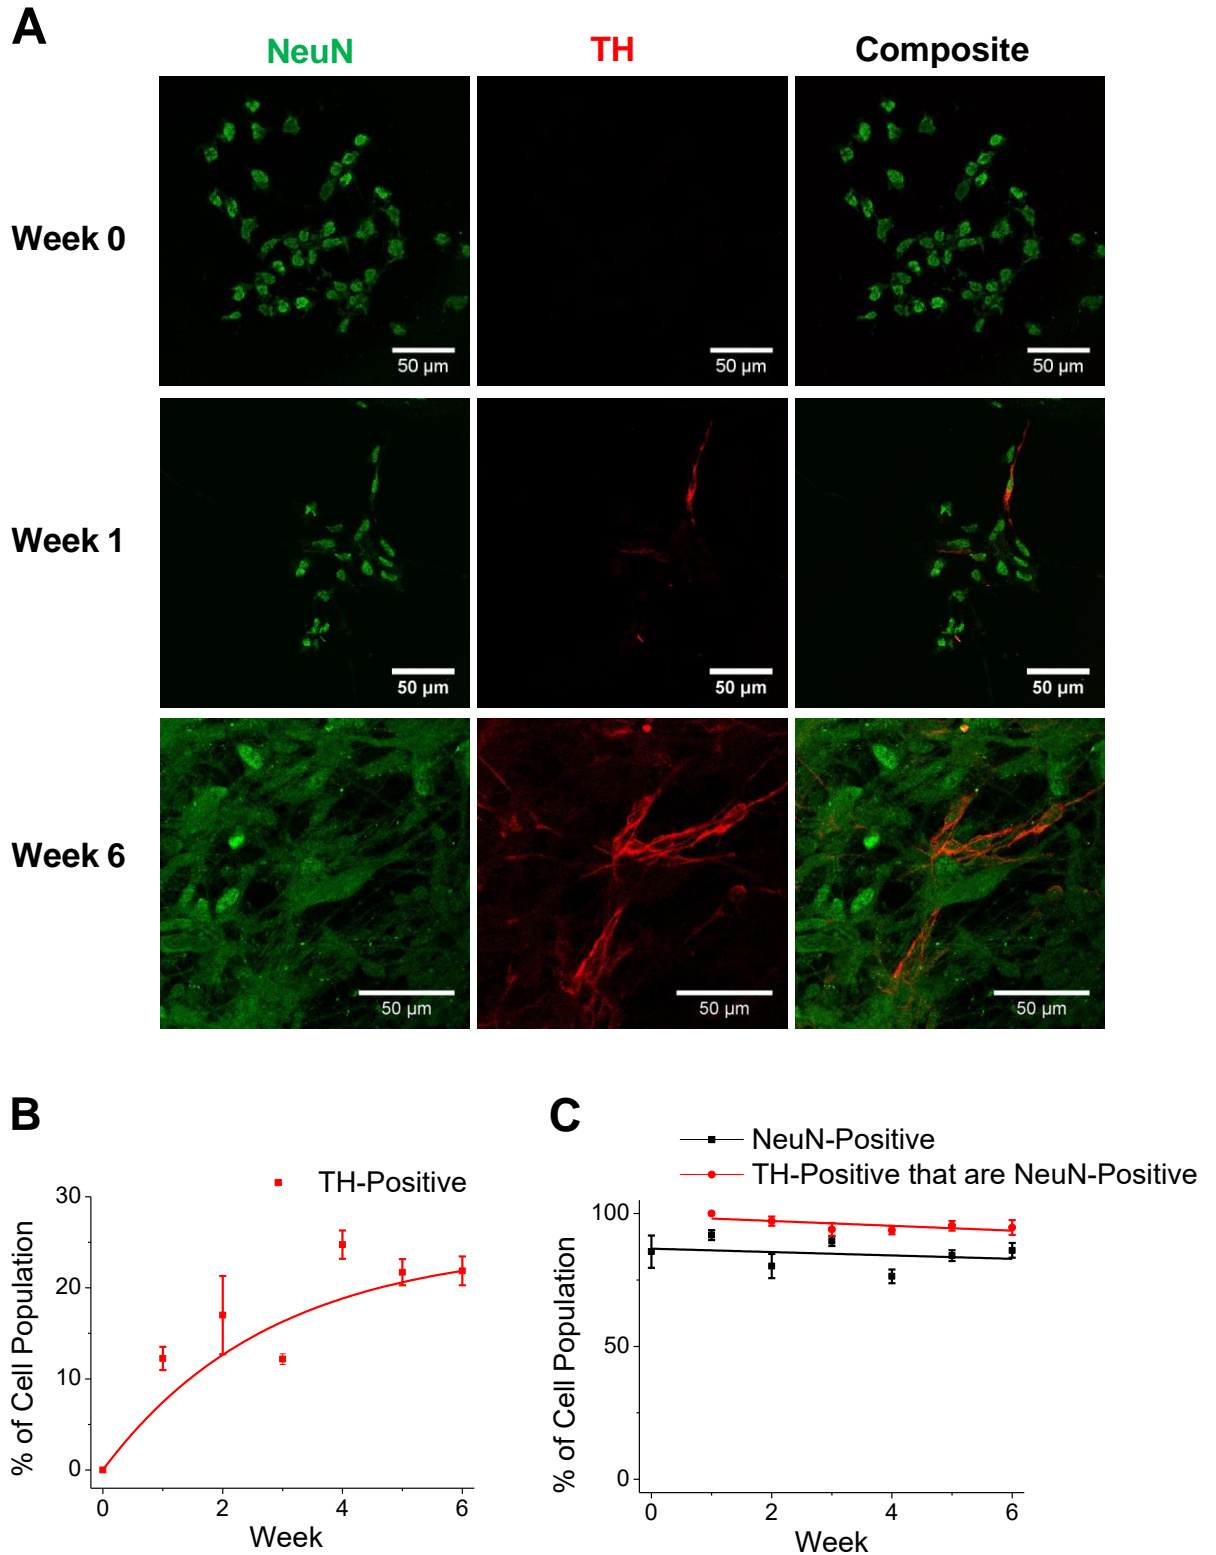 A
NeuN
TH
Composite
Week 0
50 µm
50 µm
50 µm
Week 1
50 µm
50 µm
50 µm
Week 6
50 µm
50 µm
50 µm
B
TH-Positive
30
20
10
0
% of Cell Population
0 2 4 6
Week
C
NeuN-Positive
TH-Positive that are NeuN-Positive
100
50
0
% of Cell Population
0 2 4 6
Week